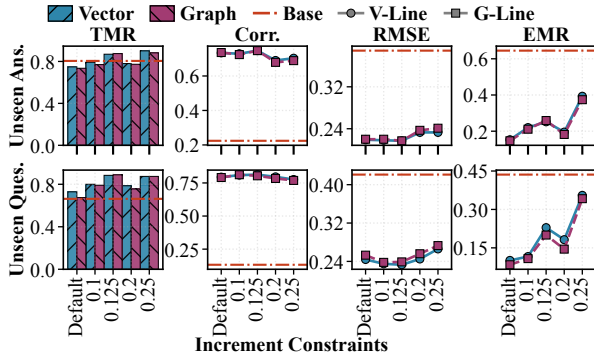 Vector Graph Base V-Line G-Line
TMR Corr. RMSE EMR
Unseen Ans.
0.8
0.4
0.0
0.6
0.4
0.2
0.38
0.24
0.6
0.4
0.2
Unseen Ques.
0.8
0.4
0.0
0.75
0.50
0.25
0.40
0.32
0.24
0.45
0.30
0.15
Default 0.1 0.125 0.2 0.25
Default 0.1 0.125 0.2 0.25
Default 0.1 0.125 0.2 0.25
Default 0.1 0.125 0.2 0.25
Increment Constraints